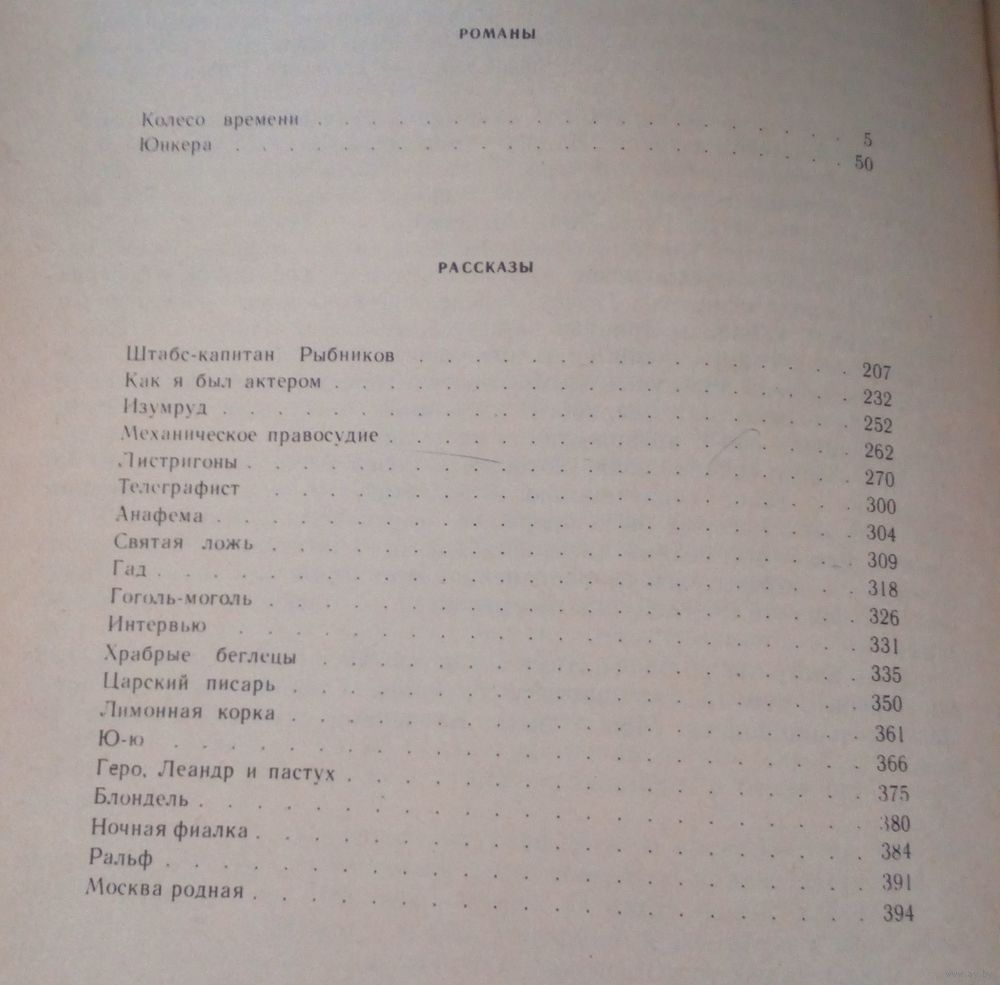 РОМАНЫ
Колесо времени . . . . . . . . . . . . . . . . . . . 5
Юнкера . . . . . . . . . . . . . . . . . . . 50
РАССКАЗЫ
Штабс-капитан Рыбников . . . . . . . . . . . . . . . . 207
Как я был актером . . . . . . . . . . . . . . . . . . . 232
Изумруд . . . . . . . . . . . . . . . . . . . 252
Механическое правосудие . . . . . . . . . . . . . . . . . 262
Листригоны . . . . . . . . . . . . . . . . . . . 270
Телеграфист . . . . . . . . . . . . . . . . . . . 300
Анафема . . . . . . . . . . . . . . . . . . . 304
Святая ложь . . . . . . . . . . . . . . . . . . . 309
Гад . . . . . . . . . . . . . . . . . . . 318
Гоголь-моголь . . . . . . . . . . . . . . . . . . . 326
Интервью . . . . . . . . . . . . . . . . . . . 331
Храбрые беглецы . . . . . . . . . . . . . . . . . . . 335
Царский писарь . . . . . . . . . . . . . . . . . . . 350
Лимонная корка . . . . . . . . . . . . . . . . . . . 361
Ю-ю . . . . . . . . . . . . . . . . . . . 366
Геро, Леандр и пастух . . . . . . . . . . . . . . . . . . . 375
Блондель . . . . . . . . . . . . . . . . . . . 380
Ночная фиалка . . . . . . . . . . . . . . . . . . . 384
Ральф . . . . . . . . . . . . . . . . . . . 391
Москва родная . . . . . . . . . . . . . . . . . . . 394
www.ay.by